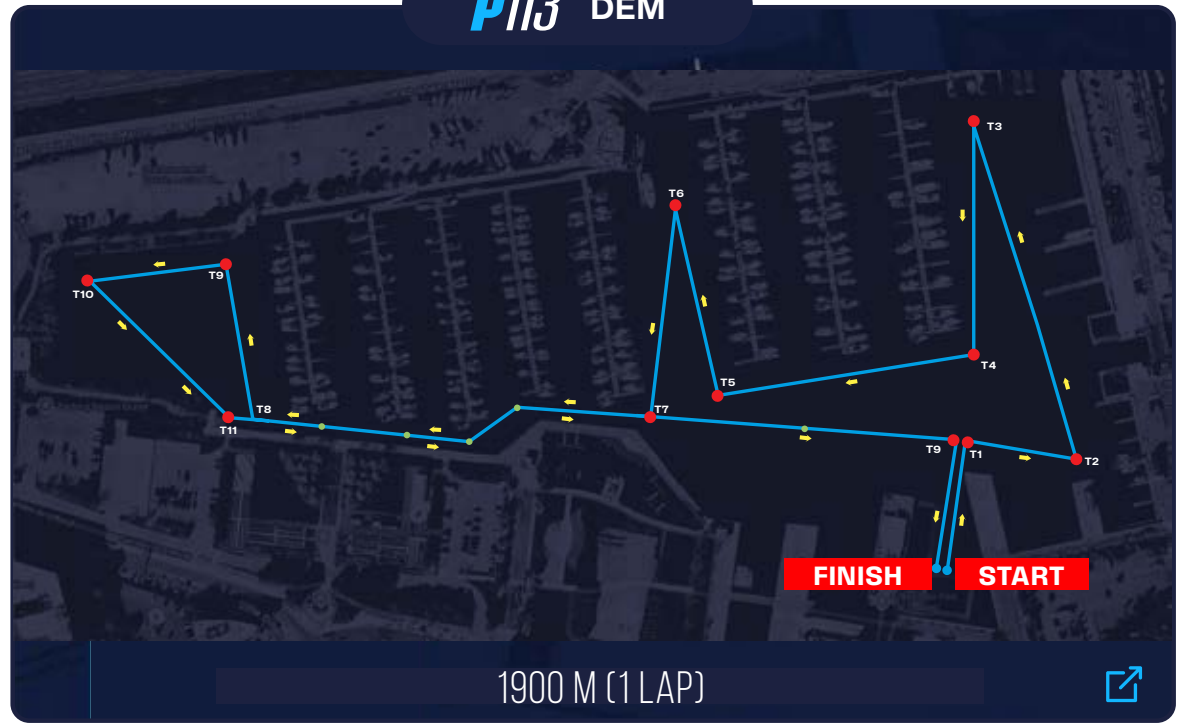 P113 DEM
T3
T6
T9
T10
T4
T5
T8
T7
T11
T9
T1
T2
FINISH
START
1900 M (1 LAP)